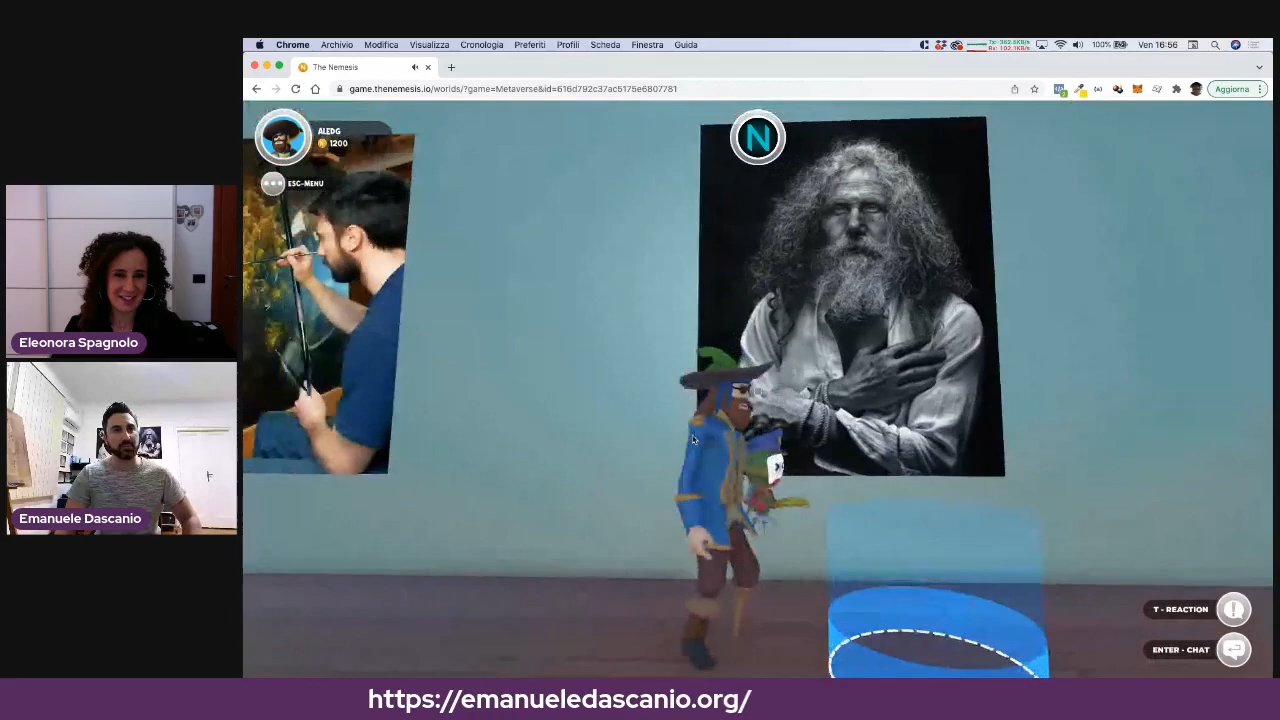 Chrome Archivio Modifica Visualizza Cronologia Preferiti Profili Scheda Finestra Guida
100% Ven 16:56
The Nemesis
game.thenemesis.io/worlds/?game=Metaverse&id=616d792c37ac5175e6807781
Aggiorna
ALEDG
1200
ESC-MENU
N
Eleonora Spagnolo
Emanuele Dascanio
T - REACTION
ENTER - CHAT
https://emanueledascanio.org/